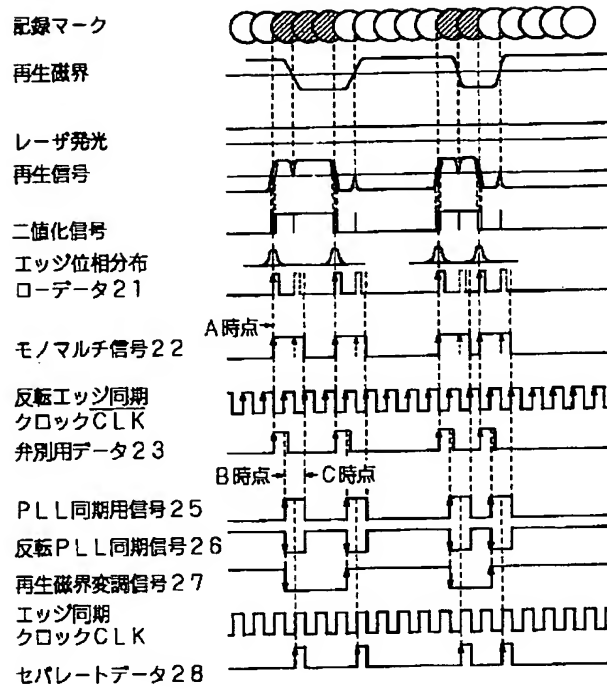 記録マーク
再生磁界
レーザ発光
再生信号
二値化信号
エッジ位相分布
ローデータ21
A時点
モノマルチ信号22
反転エッジ同期
クロックCLK
弁別用データ23
B時点
C時点
PLL同期用信号25
反転PLL同期信号26
再生磁界変調信号27
エッジ同期
クロックCLK
セパレートデータ28